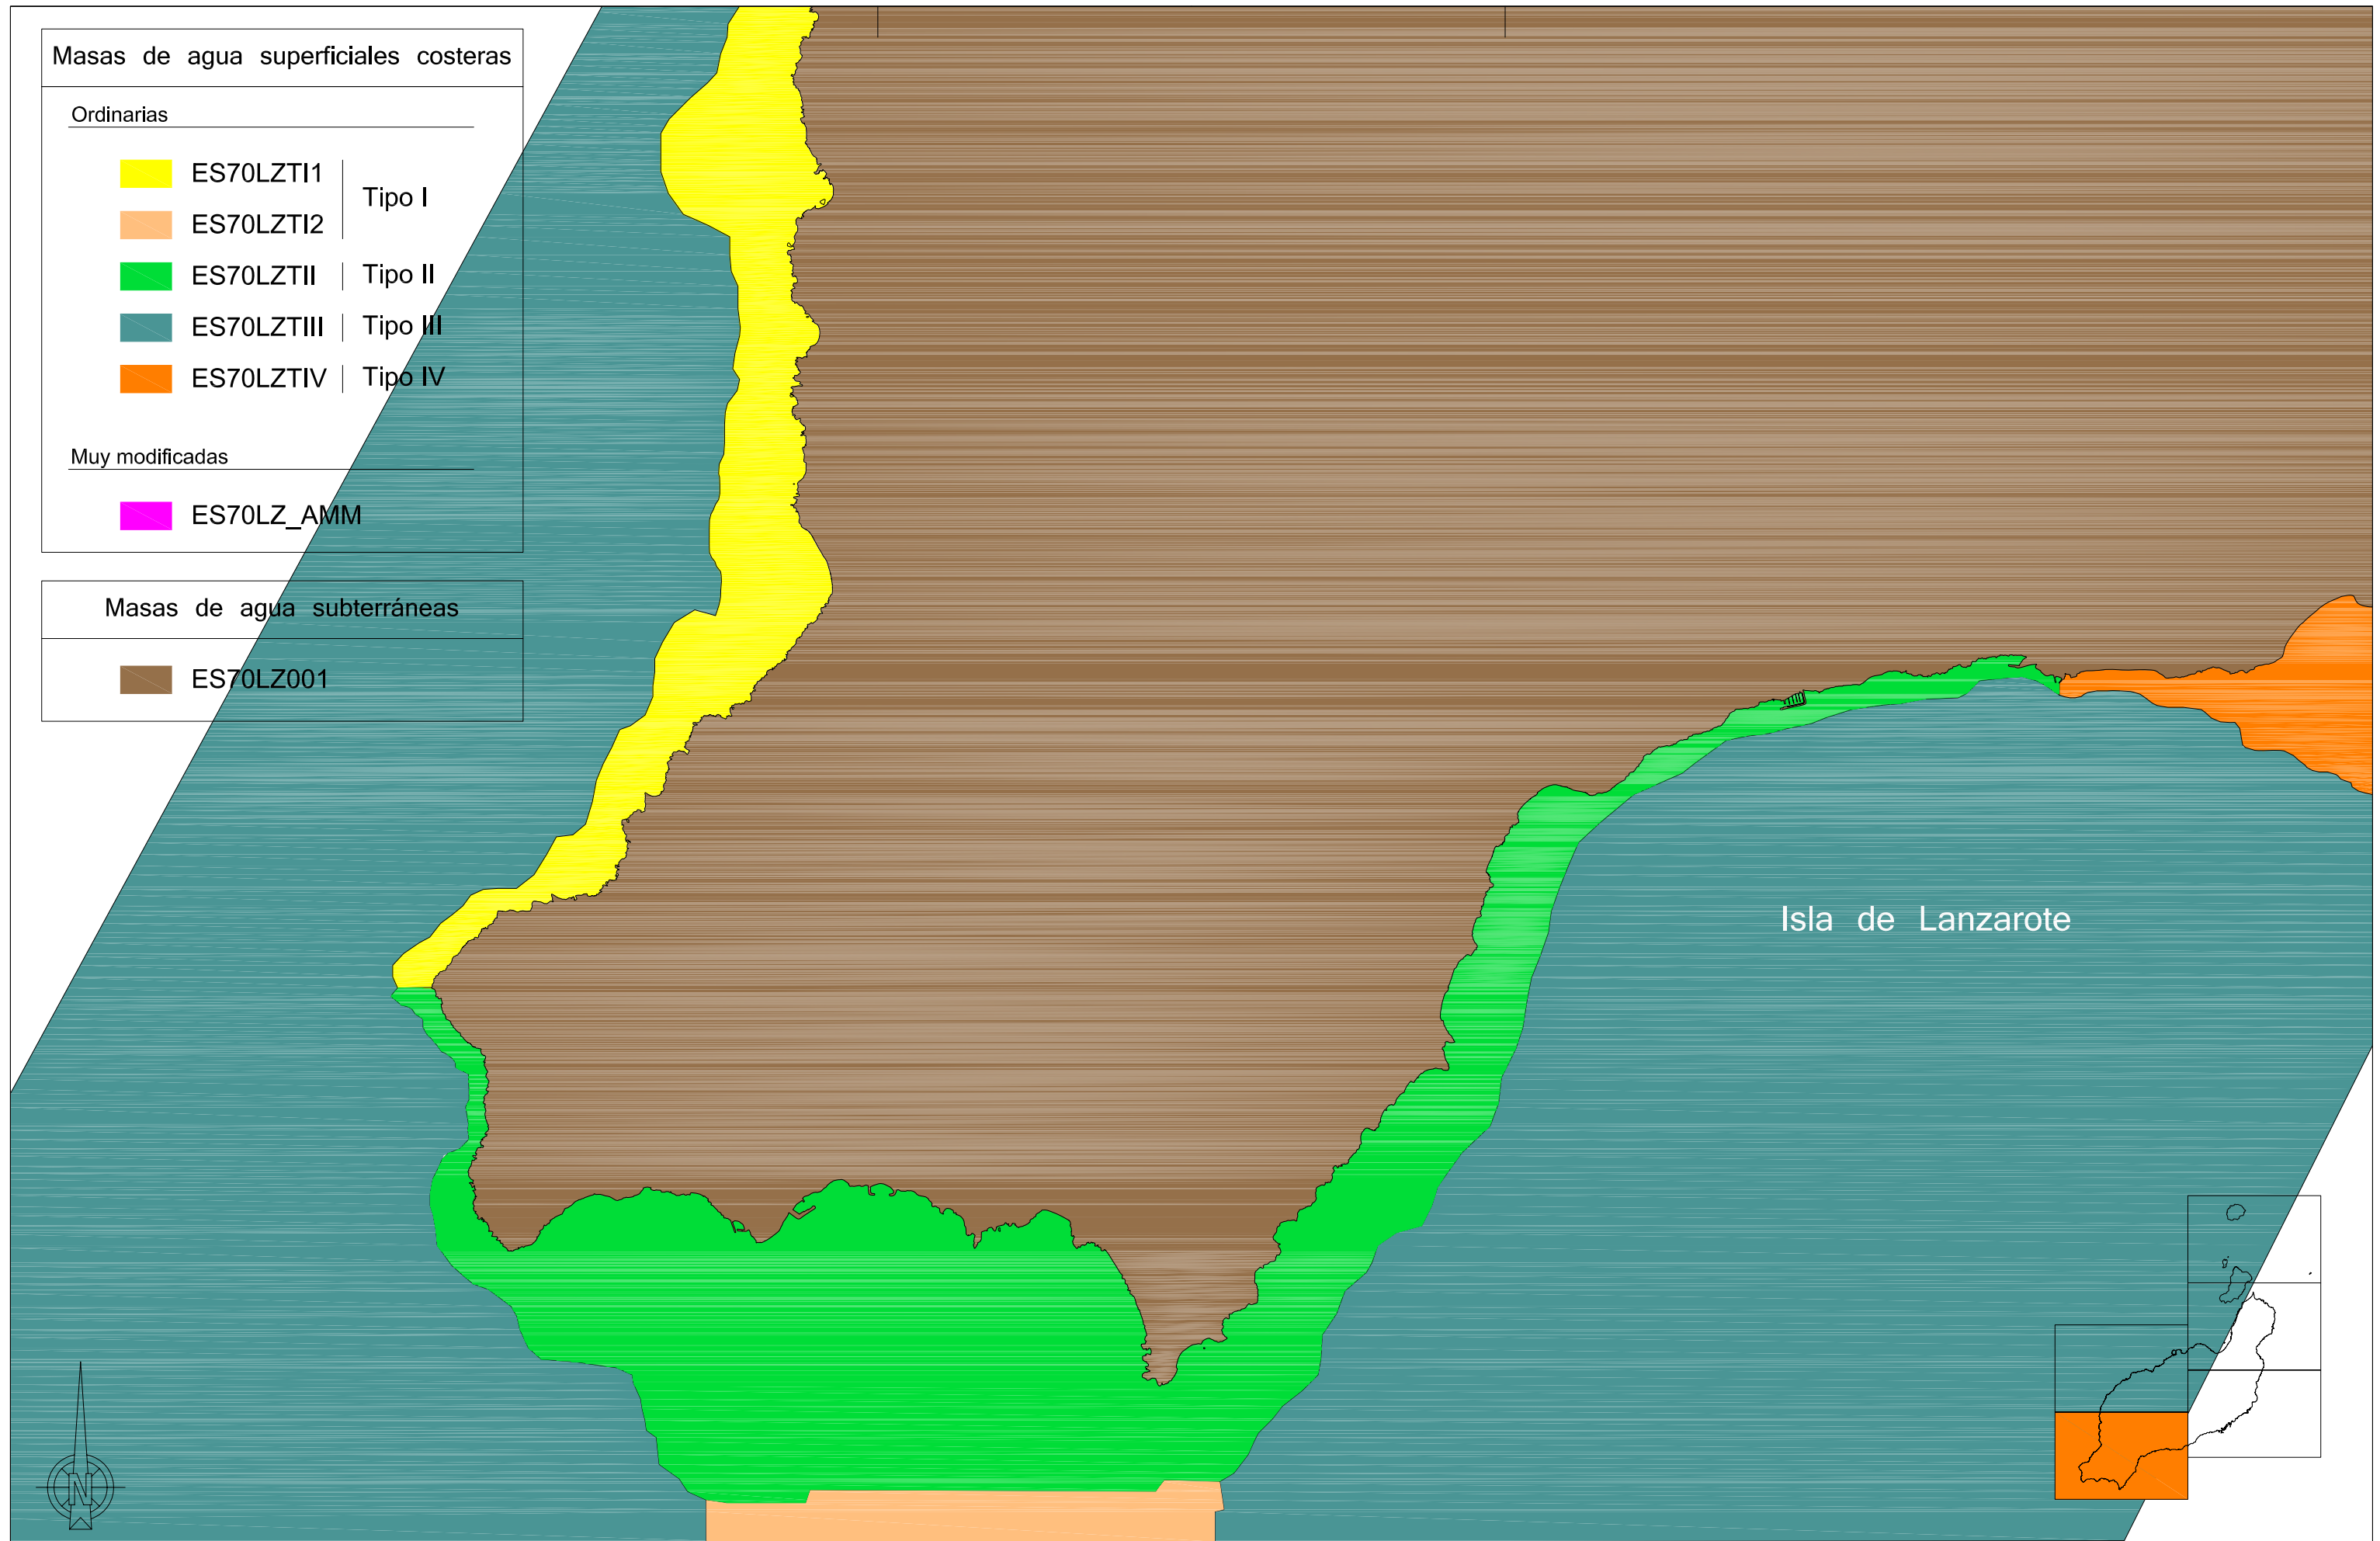 Masas de agua superficiales costeras
Ordinarias
ES70LZTI1
Tipo I
ES70LZTI2
ES70LZTII Tipo II
ES70LZTIII Tipo III
ES70LZTIV Tipo IV
Muy modificadas
ES70LZ_AMM
Masas de agua subterráneas
ES70LZ001
Isla de Lanzarote
N